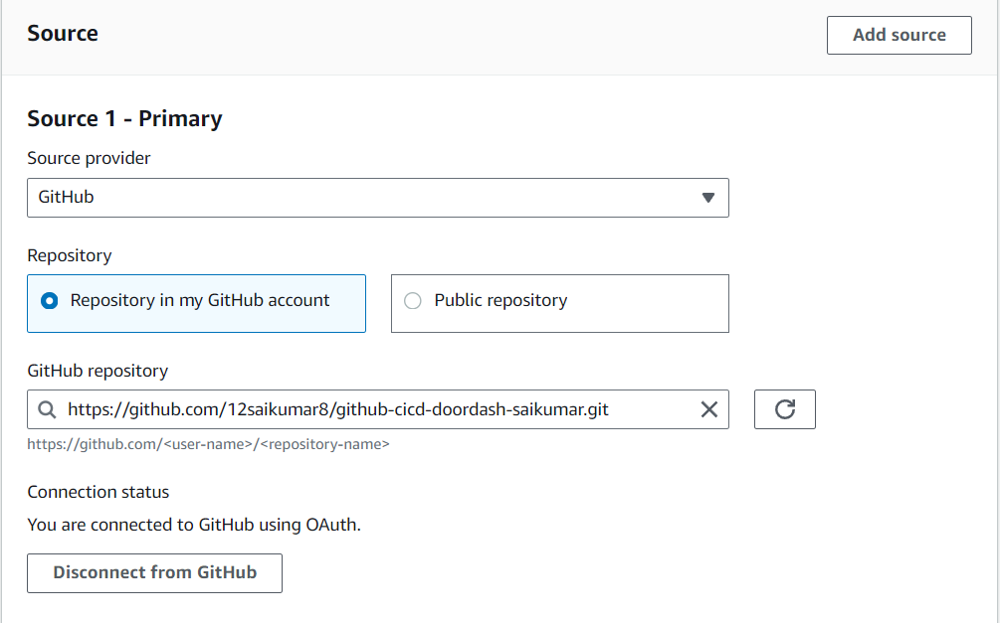 Source
Add source
Source 1 - Primary
Source provider
GitHub
Repository
Repository in my GitHub account
Public repository
GitHub repository
https://github.com/12saikumar8/github-cicd-doordash-saikumar.git
https://github.com/<user-name>/<repository-name>
Connection status
You are connected to GitHub using OAuth.
Disconnect from GitHub